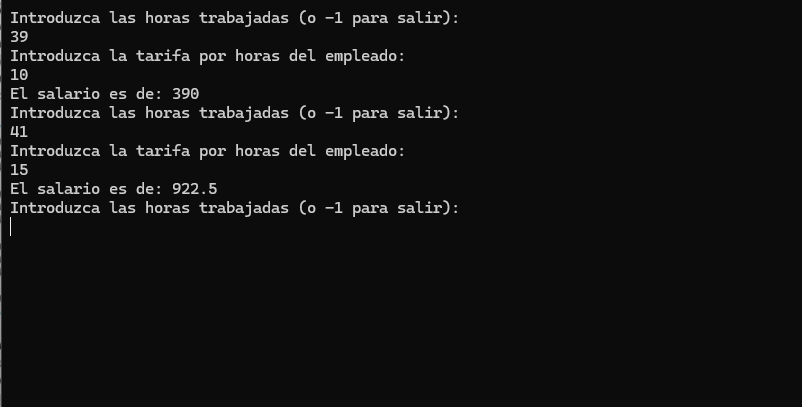 Introduzca las horas trabajadas (o -1 para salir):
39
Introduzca la tarifa por horas del empleado:
10
El salario es de: 390
Introduzca las horas trabajadas (o -1 para salir):
41
Introduzca la tarifa por horas del empleado:
15
El salario es de: 922.5
Introduzca las horas trabajadas (o -1 para salir):